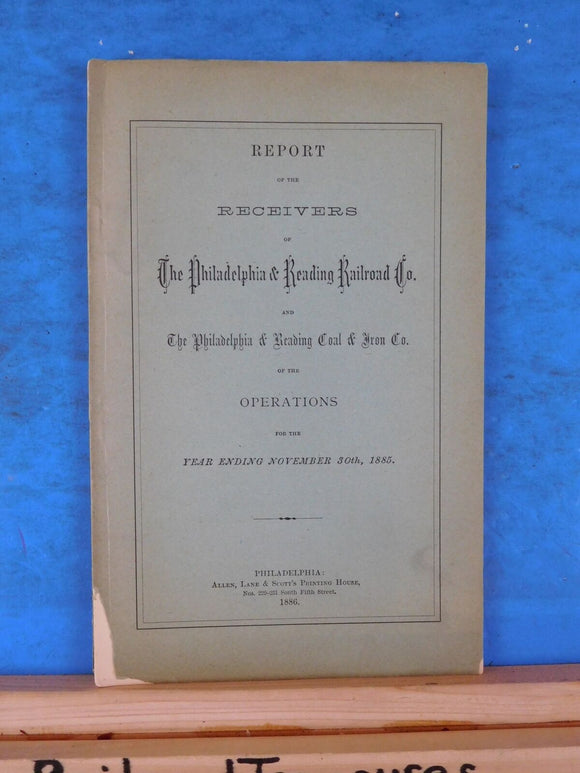 REPORT
OF THE
RECEIVERS
OF
The Philadelphia & Reading Railroad Co.
AND
The Philadelphia & Reading Coal & Iron Co.
OF THE
OPERATIONS
FOR THE
YEAR ENDING NOVEMBER 30th, 1885.
PHILADELPHIA:
ALLEN, LANE & SCOTT'S PRINTING HOUSE,
Nos. 229-231 South Fifth Street.
1886.
RailroadTreasures